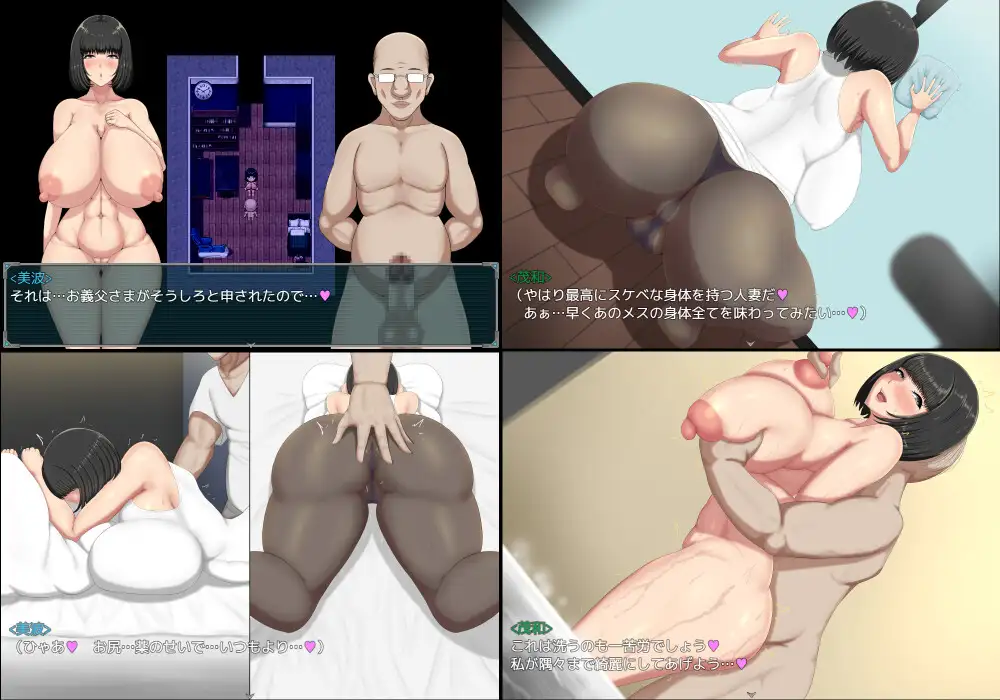 <美波>
それは…お義父さまがそうしろと申されたので…♥
<茂和>
（やはり最高にスケベな身体を持つ人妻だ♥
あぁ…早くあのメスの身体全てを味わってみたい…♥）
<美波>
（ひゃあ♥　お尻…薬のせいで…いつもより…♥）
<茂和>
これは洗うのも一苦労でしょう♥
私が隅々まで綺麗にしてあげよう…♥